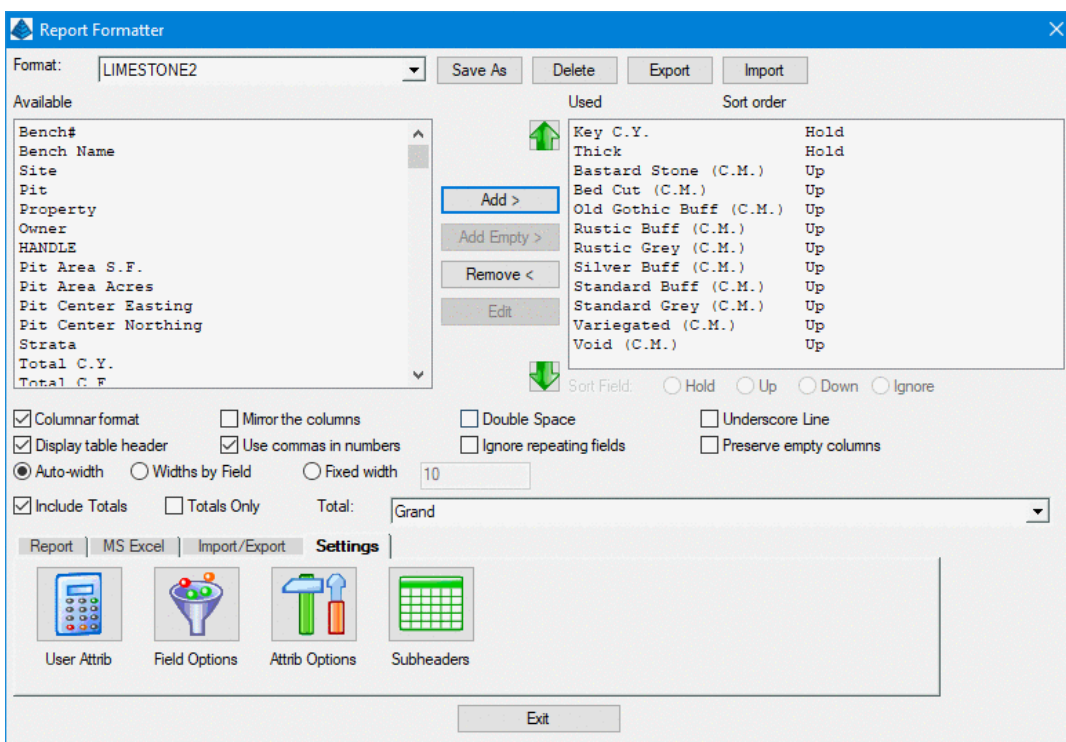 Report Formatter
Format: LIMESTONE2 Save As Delete Export Import
Available Used Sort order
Bench#
Bench Name
Site
Pit
Property
Owner
HANDLE
Pit Area S.F.
Pit Area Acres
Pit Center Easting
Pit Center Northing
Strata
Total C.Y.
Total C F
Add >
Add Empty >
Remove <
Edit
Key C.Y. Hold
Thick Hold
Bastard Stone (C.M.) Up
Bed Cut (C.M.) Up
Old Gothic Buff (C.M.) Up
Rustic Buff (C.M.) Up
Rustic Grey (C.M.) Up
Silver Buff (C.M.) Up
Standard Buff (C.M.) Up
Standard Grey (C.M.) Up
Variegated (C.M.) Up
Void (C.M.) Up
Sort Field: Hold Up Down Ignore
Columnar format Mirror the columns Double Space Underscore Line
Display table header Use commas in numbers Ignore repeating fields Preserve empty columns
Auto-width Widths by Field Fixed width 10
Include Totals Totals Only Total: Grand
Report MS Excel Import/Export Settings
User Attrib Field Options Attrib Options Subheaders
Exit